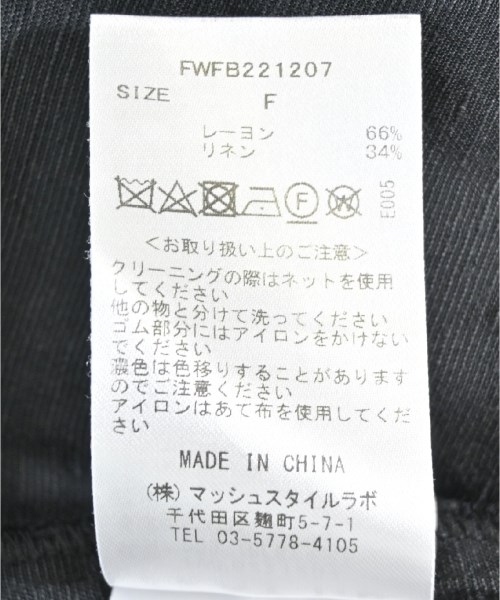 FWFB221207
SIZE F
レーヨン 66%
リネン 34%
F W E005
＜お取り扱い上のご注意＞
クリーニングの際はネットを使用
してください
他の物と分けて洗ってください
ゴム部分にはアイロンをかけない
でください
濃色は色移りすることがあります
のでご注意ください
アイロンはあて布を使用してくだ
さい
MADE IN CHINA
(株) マッシュスタイルラボ
千代田区麹町5-7-1
TEL 03-5778-4105